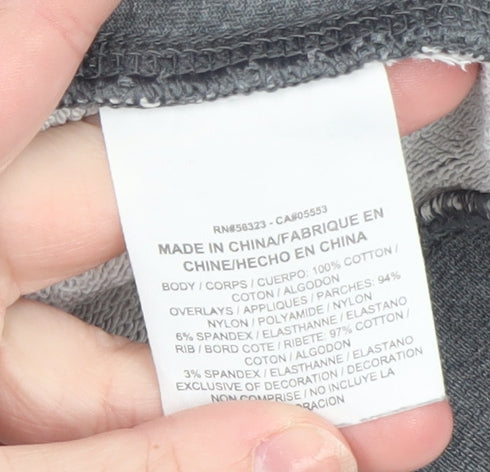 RN#56323 - CA#05553
MADE IN CHINA/FABRIQUE EN
CHINE/HECHO EN CHINA
BODY / CORPS / CUERPO: 100% COTTON /
COTON / ALGODON
OVERLAYS / APPLIQUES / PARCHES: 94%
NYLON / POLYAMIDE / NYLON
6% SPANDEX / ELASTHANNE / ELASTANO
RIB / BORD COTE / RIBETE: 97% COTTON /
COTON / ALGODON
3% SPANDEX / ELASTHANNE / ELASTANO
EXCLUSIVE OF DECORATION / DECORATION
NON COMPRISE / NO INCLUYE LA